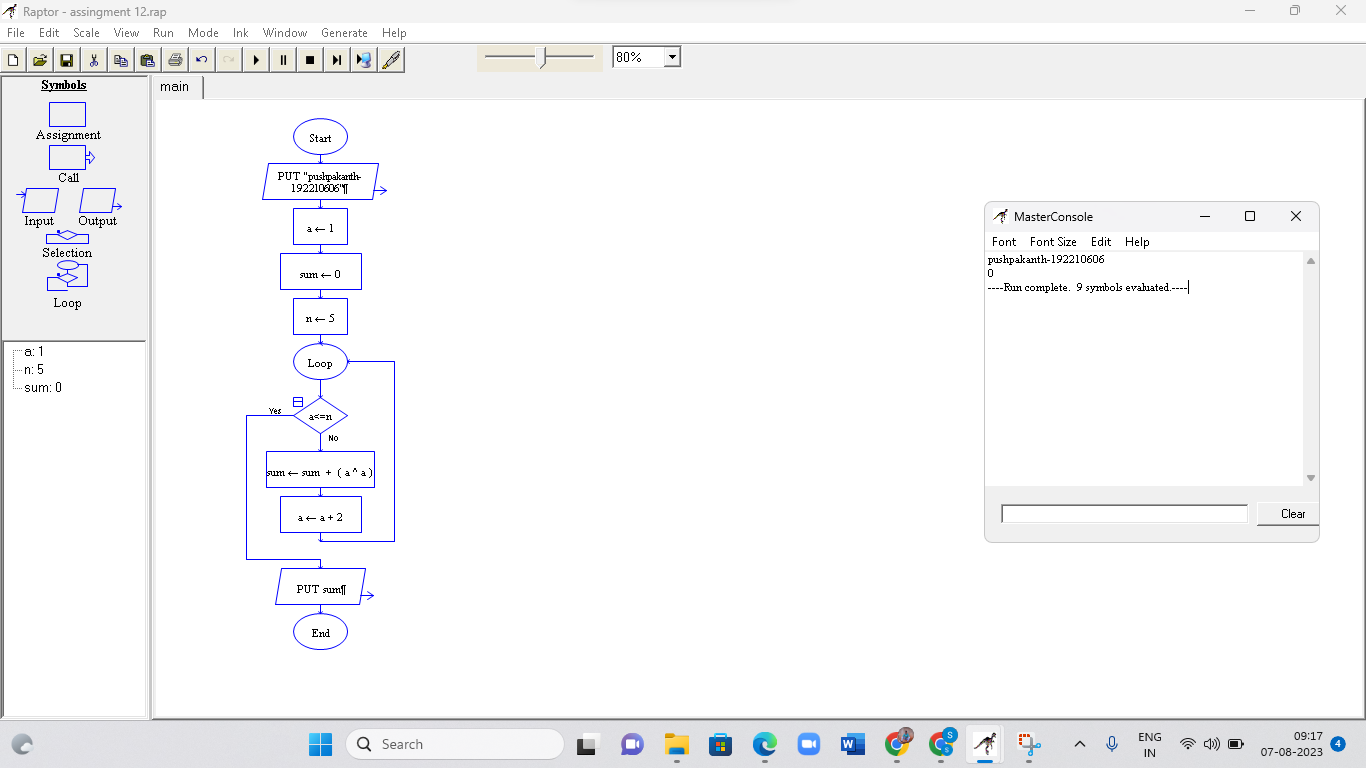 Raptor - assingment 12.rap
File Edit Scale View Run Mode Ink Window Generate Help
80%
Symbols
Assignment
Call
Input Output
Selection
Loop
a: 1
n: 5
sum: 0
main
Start
PUT "pushpakanth-
192210606"¶
a ← 1
sum ← 0
n ← 5
Loop
Yes
a<=n
No
sum ← sum + ( a ^ a )
a ← a + 2
PUT sum¶
End
MasterConsole
Font Font Size Edit Help
pushpakanth-192210606
0
----Run complete. 9 symbols evaluated.----
Clear
Search
ENG
IN
09:17
07-08-2023
4
S
S